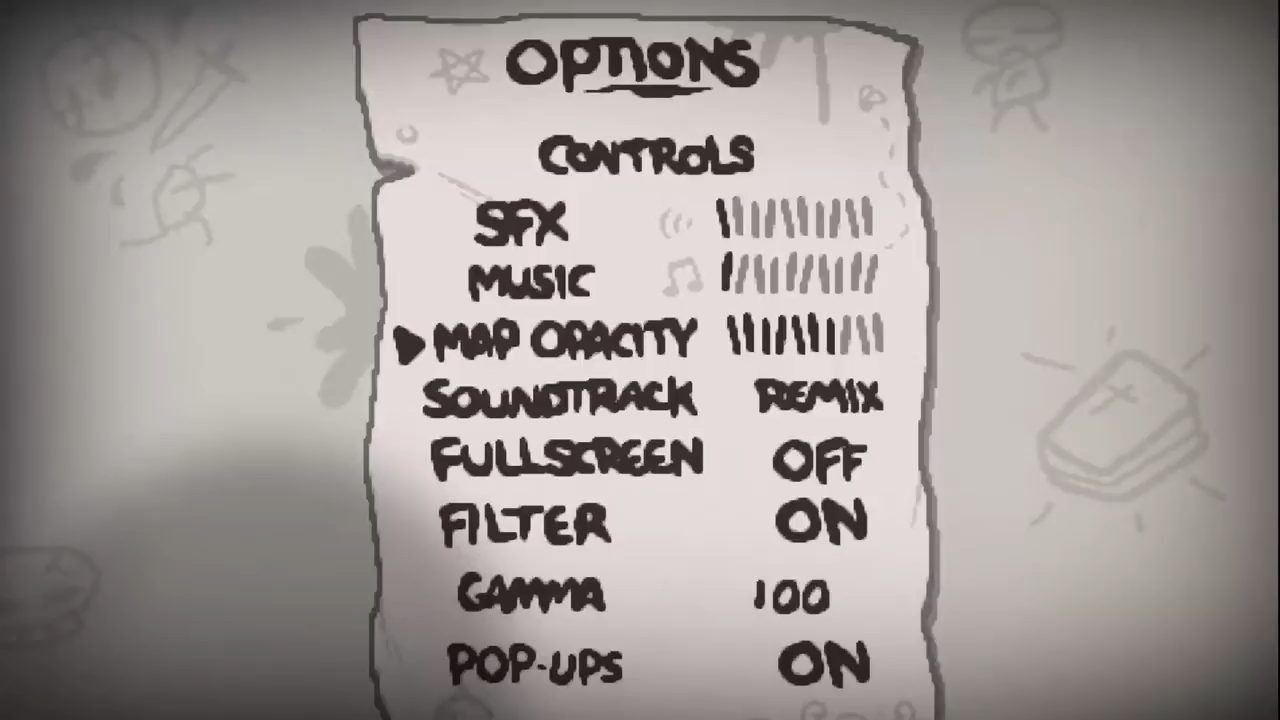 OPTIONS
CONTROLS
SFX
MUSIC
MAP OPACITY
SOUNDTRACK REMIX
FULLSCREEN OFF
FILTER ON
GAMMA 100
POP-UPS ON